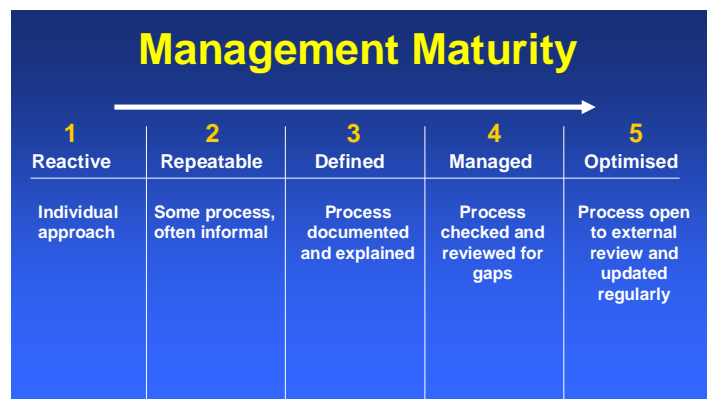 Management Maturity
1
Reactive
Individual
approach
2
Repeatable
Some process,
often informal
3
Defined
Process
documented
and explained
4
Managed
Process
checked and
reviewed for
gaps
5
Optimised
Process open
to external
review and
updated
regularly